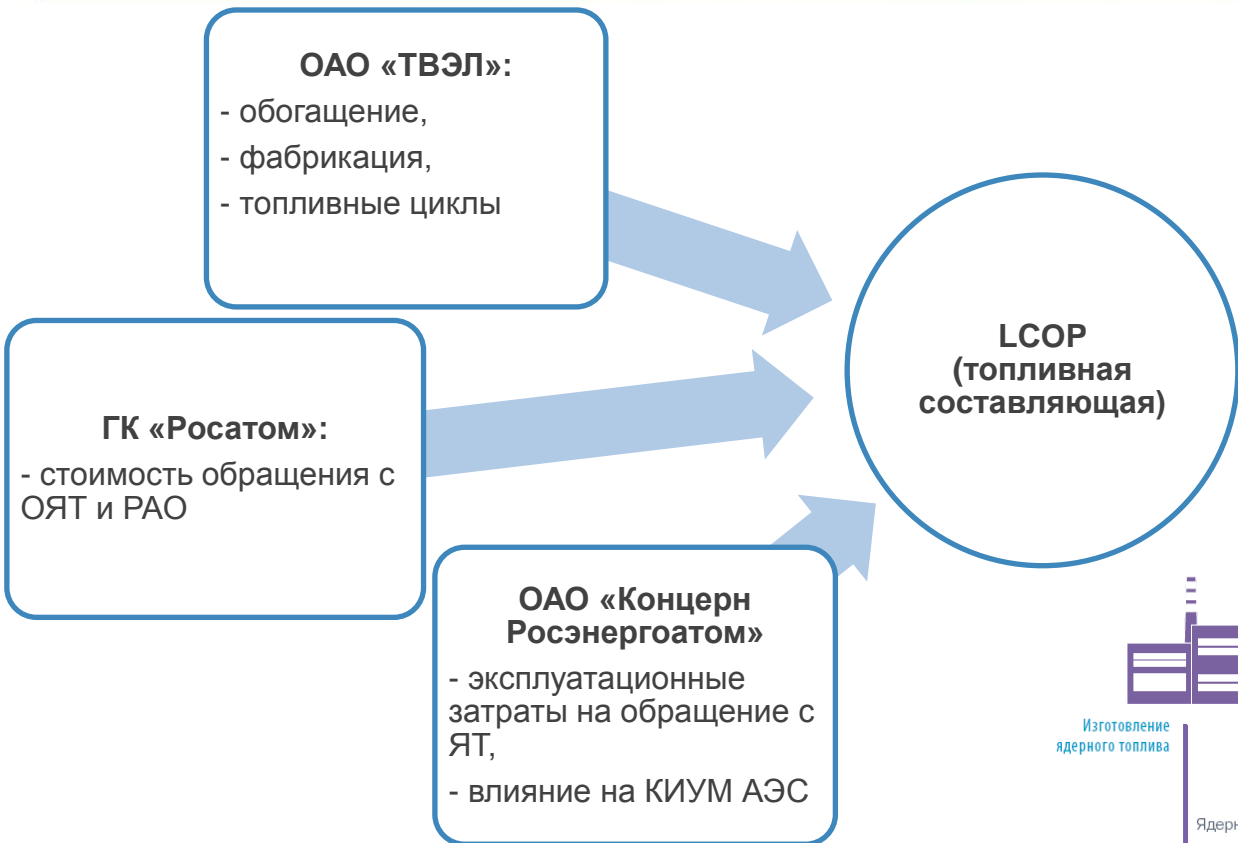 ОАО «ТВЭЛ»:
- обогащение,
- фабрикация,
- топливные циклы
ГК «Росатом»:
- стоимость обращения с
ОЯТ и РАО
ОАО «Концерн
Росэнергоатом»
- эксплуатационные
затраты на обращение с
ЯТ,
- влияние на КИУМ АЭС
LCOP
(топливная
составляющая)
Изготовление
ядерного топлива